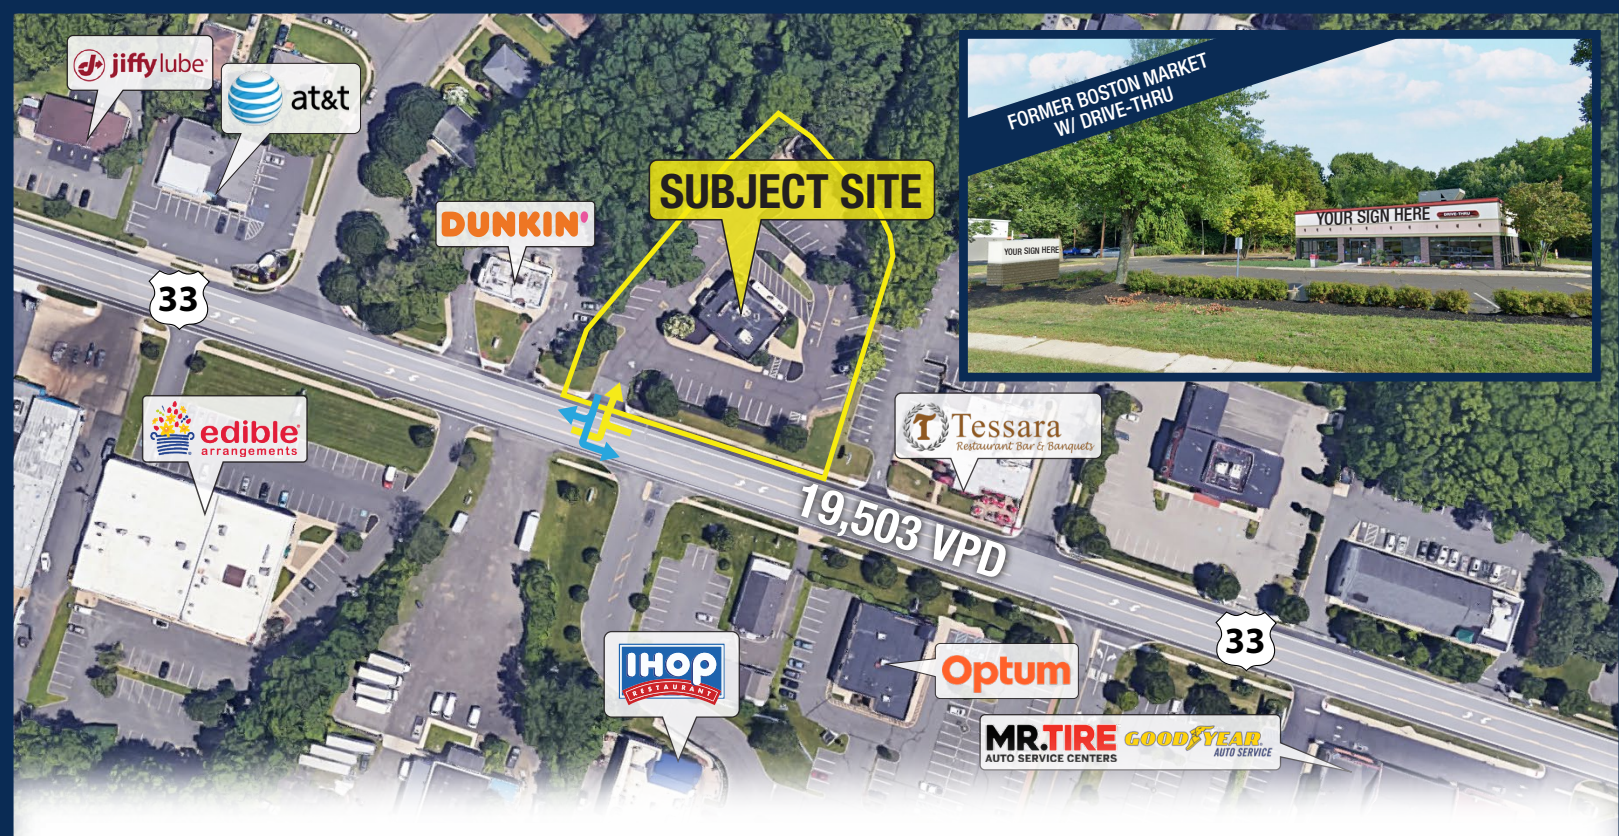 jiffy lube
at&t
FORMER BOSTON MARKET
W/ DRIVE-THRU
SUBJECT SITE
DUNKIN'
YOUR SIGN HERE DRIVE-THRU
YOUR SIGN HERE
33
edible
arrangements
T Tessara
Restaurant Bar & Banquets
19,503 VPD
33
IHOP
RESTAURANT
Optum
MR.TIRE
AUTO SERVICE CENTERS
GOODYEAR
AUTO SERVICE